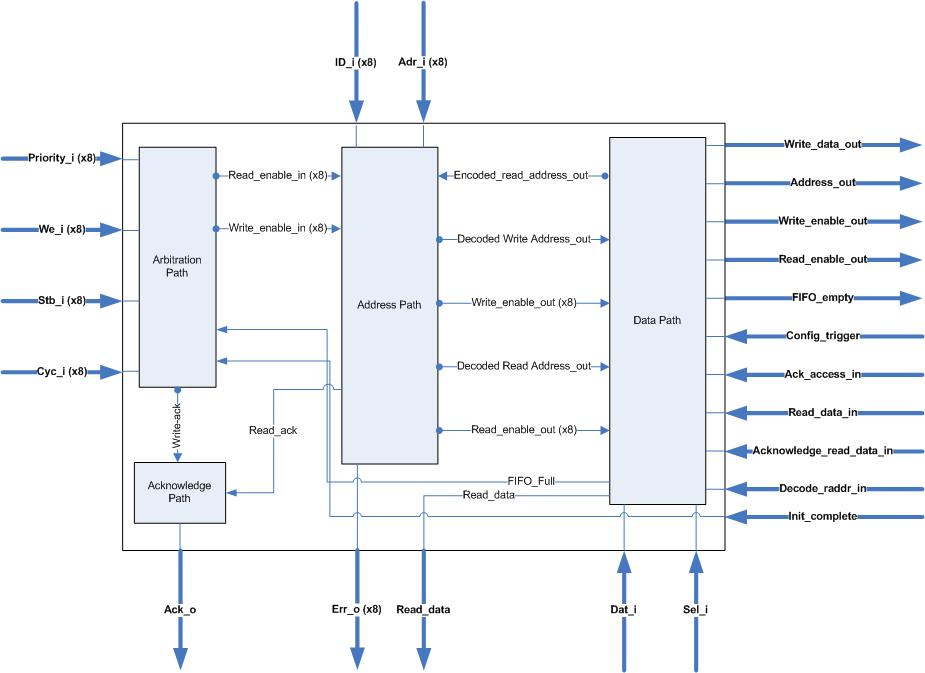 ID_i (x8)
Adr_i (x8)
Write_data_out
Priority_i (x8)
Read_enable_in (x8)
Encoded_read_address_out
Address_out
Write_enable_out
We_i (x8)
Write_enable_in (x8)
Decoded Write Address_out
Arbitration
Path
Read_enable_out
Stb_i (x8)
Address Path
Write_enable_out (x8)
FIFO_empty
Data Path
Config_trigger
Cyc_i (x8)
Decoded Read Address_out
Ack_access_in
Write-ack
Read_ack
Read_enable_out (x8)
Read_data_in
Acknowledge_read_data_in
Acknowledge
Path
FIFO_Full
Read_data
Decode_raddr_in
Init_complete
Ack_o
Err_o (x8)
Read_data
Dat_i
Sel_i